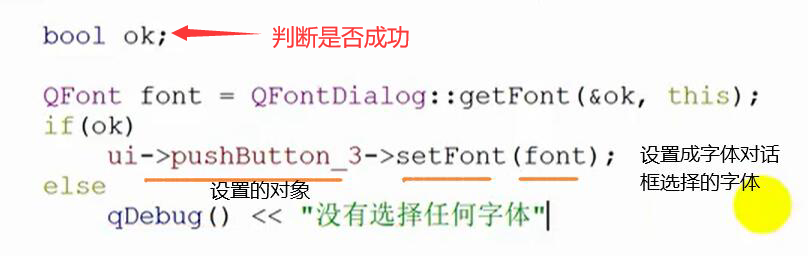 bool ok;
判断是否成功
QFont font = QFontDialog::getFont(&ok, this);
if(ok)
ui->pushButton_3->setFont(font);
设置成字体对话
框选择的字体
else
设置的对象
qDebug() << "没有选择任何字体"